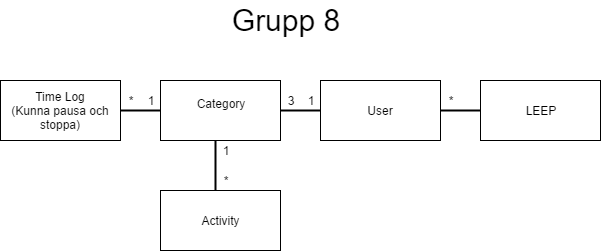 Grupp 8
Time Log
(Kunna pausa och
stoppa)
* 1
Category
3 1
User
*
LEEP
1
*
Activity